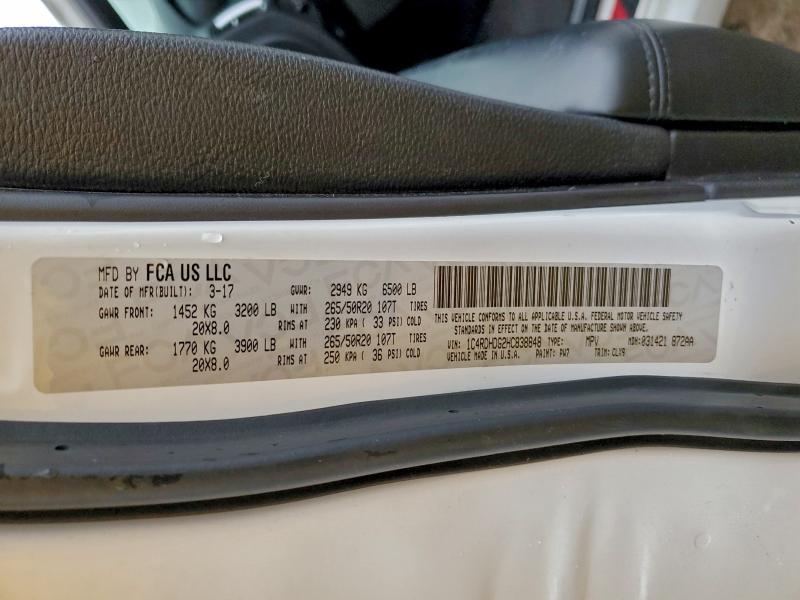 MFD BY FCA US LLC
DATE OF MFR(BUILT): 3-17 GVWR: 2949 KG 6500 LB
GAWR FRONT: 1452 KG 3200 LB WITH 265/50R20 107T TIRES
20X8.0 RIMS AT 230 KPA ( 33 PSI) COLD
GAWR REAR: 1770 KG 3900 LB WITH 265/50R20 107T TIRES
20X8.0 RIMS AT 250 KPA ( 36 PSI) COLD
THIS VEHICLE CONFORMS TO ALL APPLICABLE U.S.A. FEDERAL MOTOR VEHICLE SAFETY
STANDARDS IN EFFECT ON THE DATE OF MANUFACTURE SHOWN ABOVE.
VIN: 1C4RDHDG2HC838848 TYPE: MPV MDH: 031421 872AA
VEHICLE MADE IN U.S.A. PAINT: PW7 TRIM: CLX9